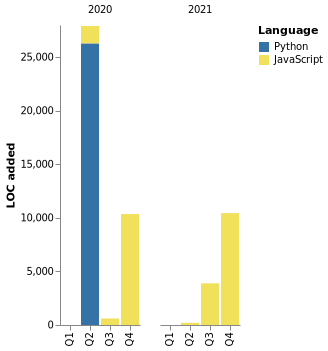 2020
2021
Language
Python
JavaScript
LOC added
25,000
20,000
15,000
10,000
5,000
0
Q1
Q2
Q3
Q4
Q1
Q2
Q3
Q4